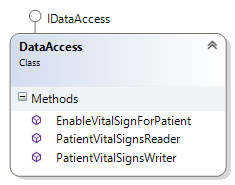 IDataAccess
DataAccess
Class
Methods
EnableVitalSignForPatient
PatientVitalSignsReader
PatientVitalSignsWriter